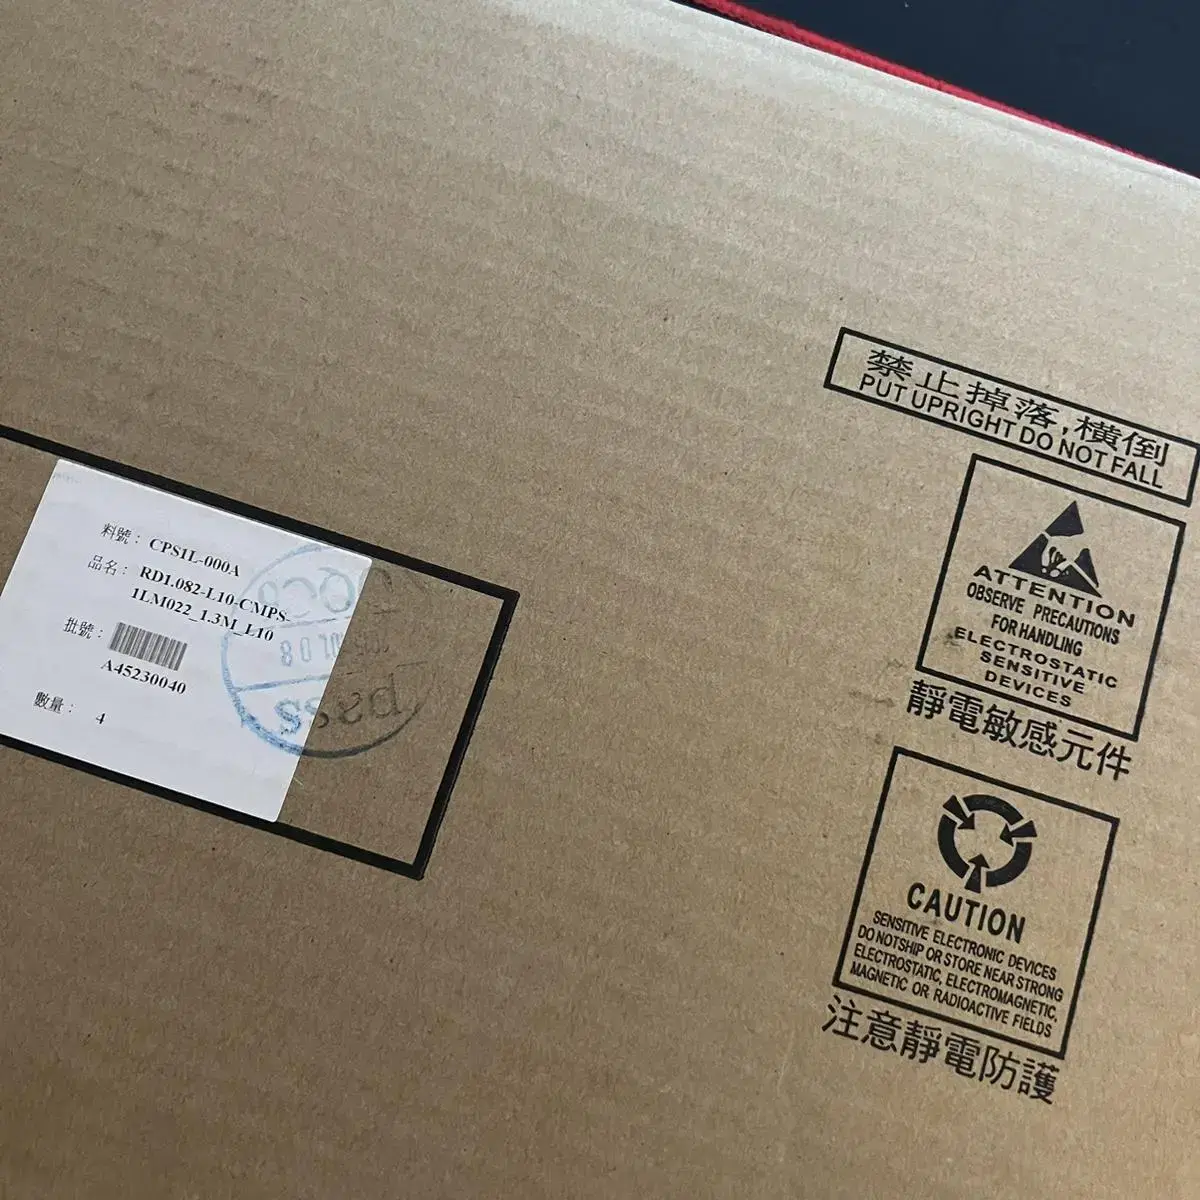 禁止掉落,橫倒
PUT UPRIGHT DO NOT FALL
ATTENTION
OBSERVE PRECAUTIONS
FOR HANDLING
ELECTROSTATIC
SENSITIVE
DEVICES
靜電敏感元件
CAUTION
SENSITIVE ELECTRONIC DEVICES
DO NOTSHIP OR STORE NEAR STRONG
ELECTROSTATIC, ELECTROMAGNETIC,
MAGNETIC OR RADIOACTIVE FIELDS
注意靜電防護
料號: CPS1L-000A
品名: RD1.082-L10-CMPS-
1LM022_1.3M_L10
批號:
A45230040
數量: 4
pass